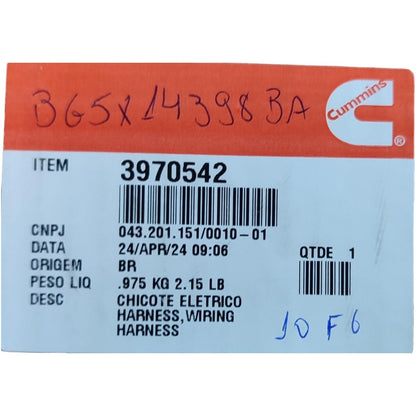 BG5X14398BA
Cummins
®
ITEM 3970542
CNPJ 043.201.151/0010-01
DATA 24/APR/24 09:06
ORIGEM BR
QTDE 1
PESO LIQ .975 KG 2.15 LB
DESC CHICOTE ELETRICO
HARNESS,WIRING
HARNESS
10 F6